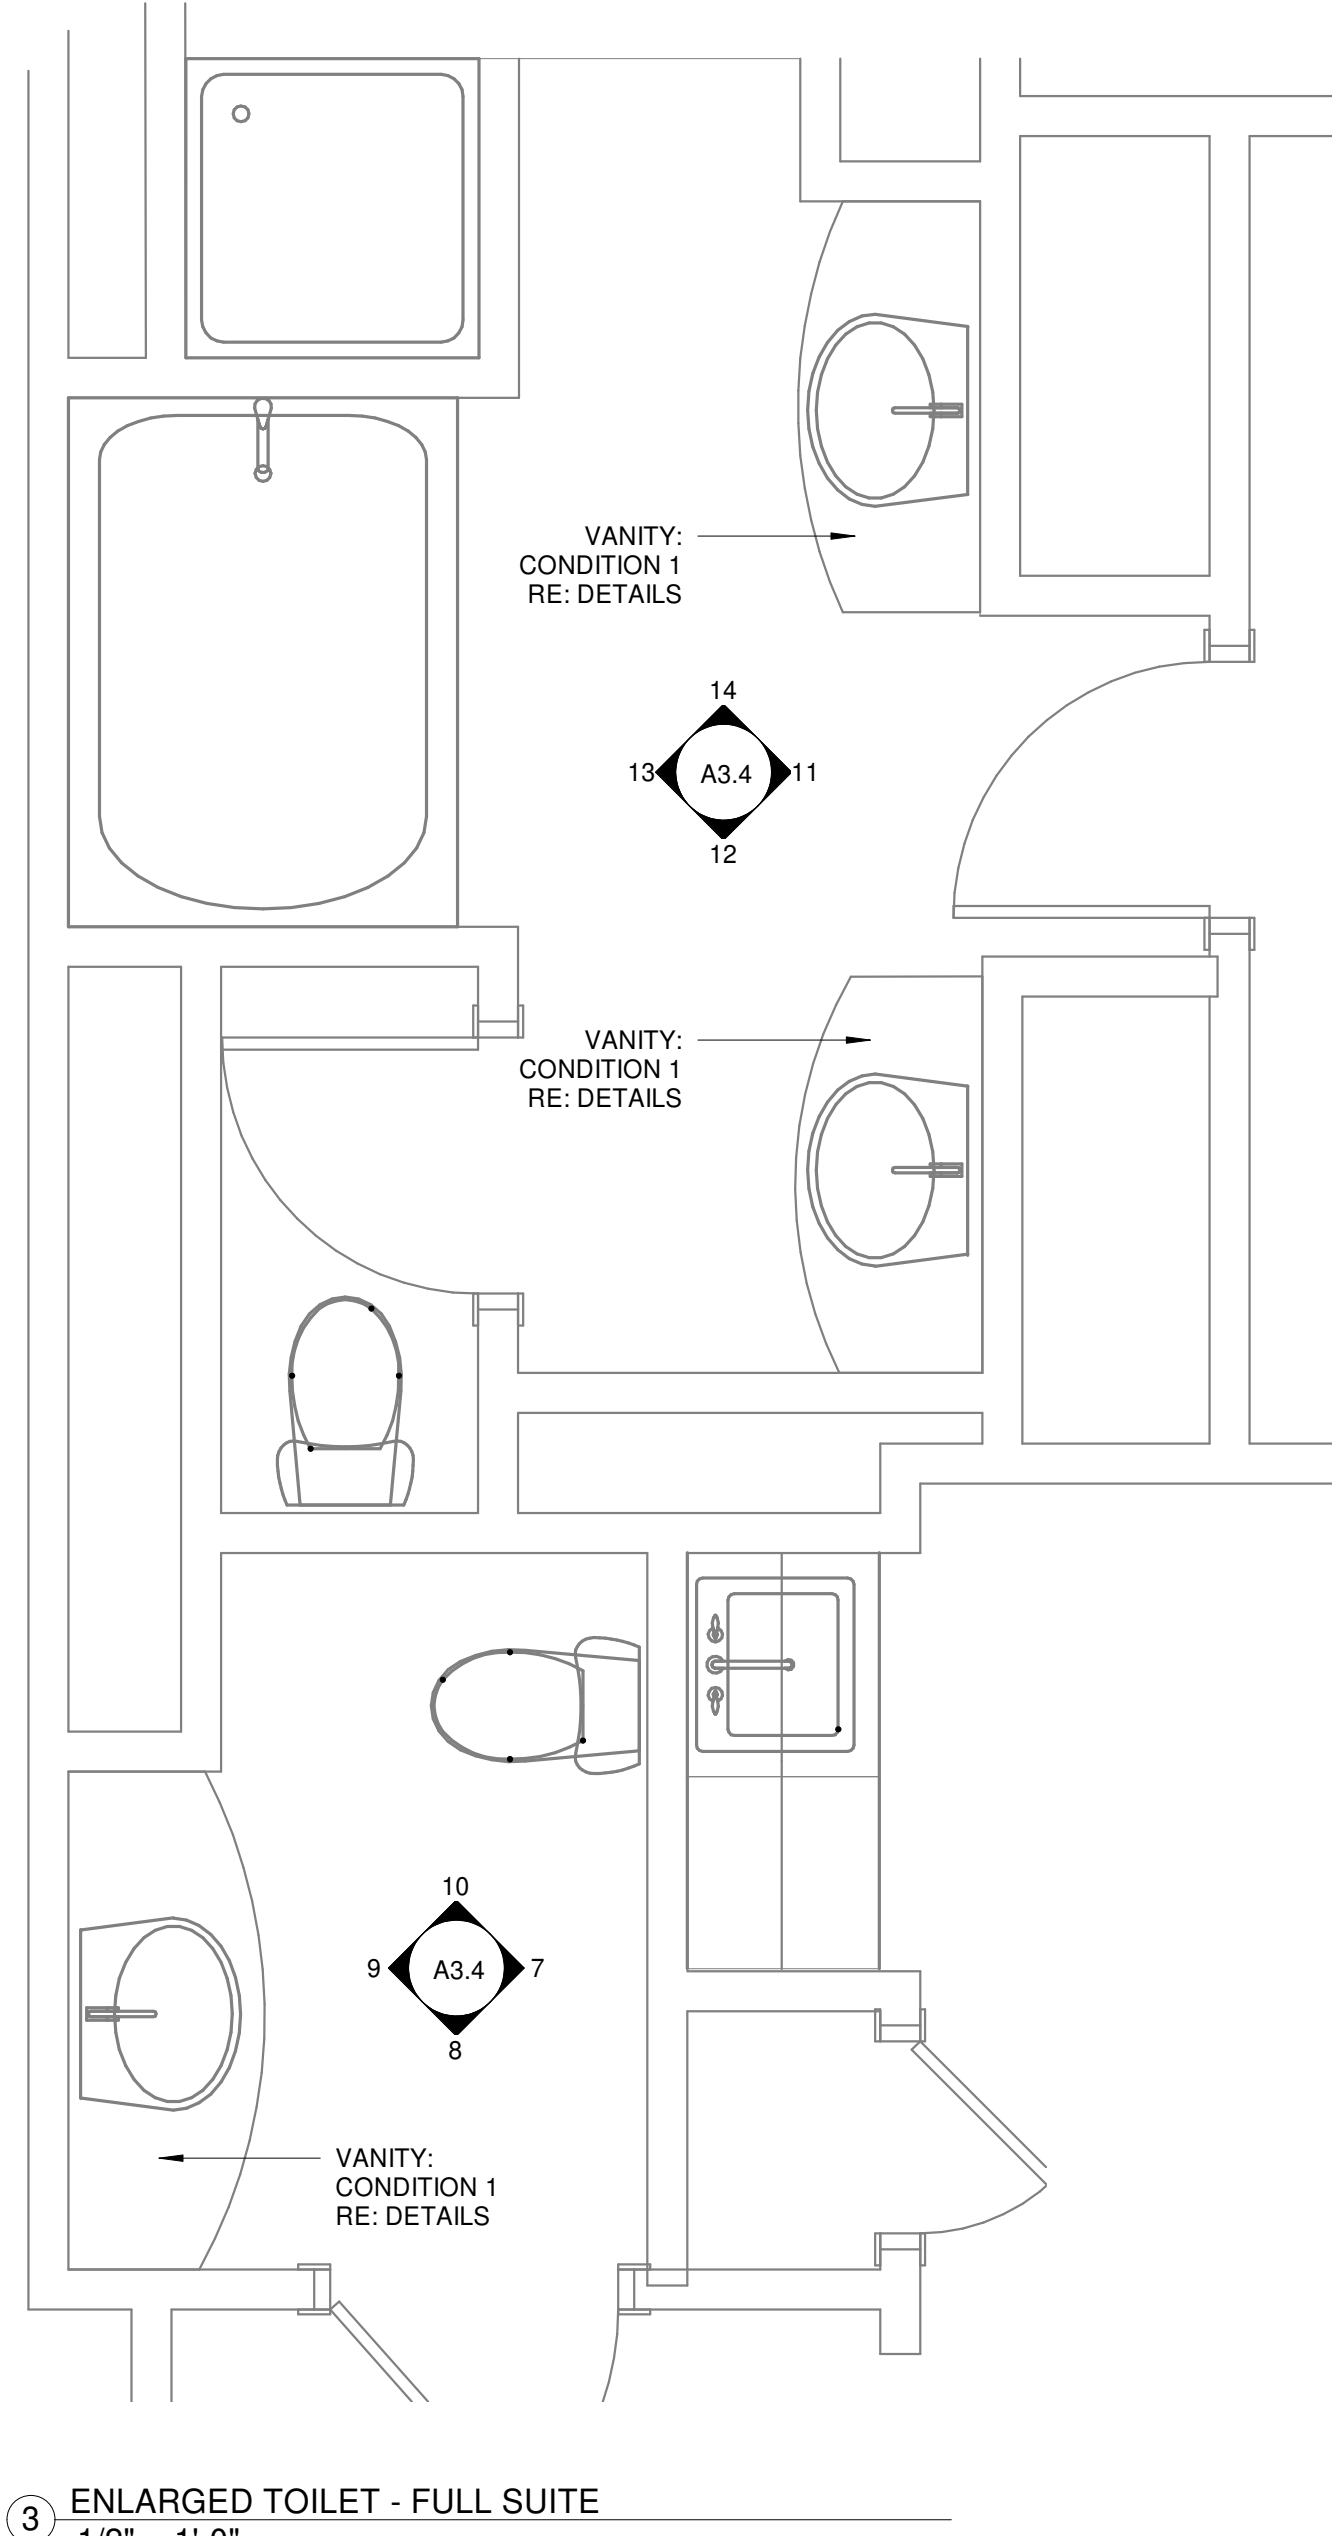 VANITY:
CONDITION 1
RE: DETAILS
14
13
A3.4
11
12
VANITY:
CONDITION 1
RE: DETAILS
10
9
A3.4
7
8
VANITY:
CONDITION 1
RE: DETAILS
3
ENLARGED TOILET - FULL SUITE